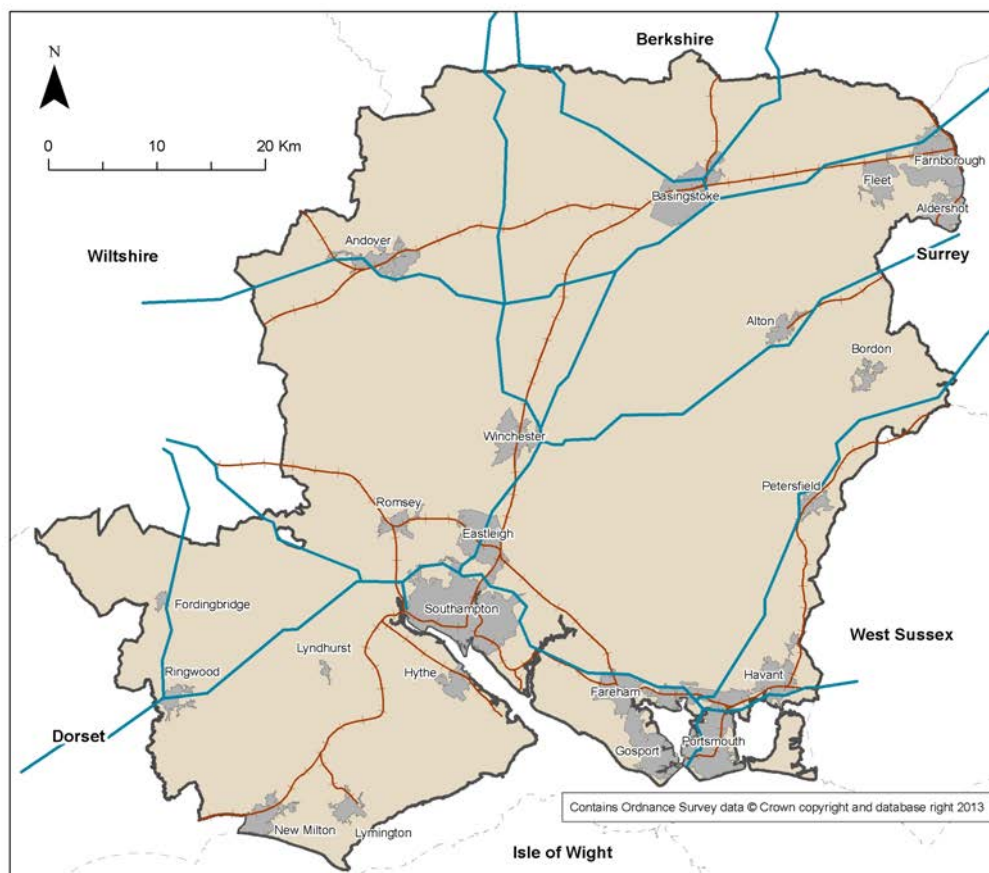 Berkshire
N
0 10 20 Km
Farnborough
Fleet
Basingstoke
Aldershot
Andover
Wiltshire
Surrey
Alton
Bordon
Winchester
Petersfield
Romsey
Eastleigh
Fordingbridge
Southampton
West Sussex
Lyndhurst
Ringwood
Hythe
Havant
Fareham
Dorset
Gosport
Portsmouth
Contains Ordnance Survey data © Crown copyright and database right 2013
New Milton
Lymington
Isle of Wight